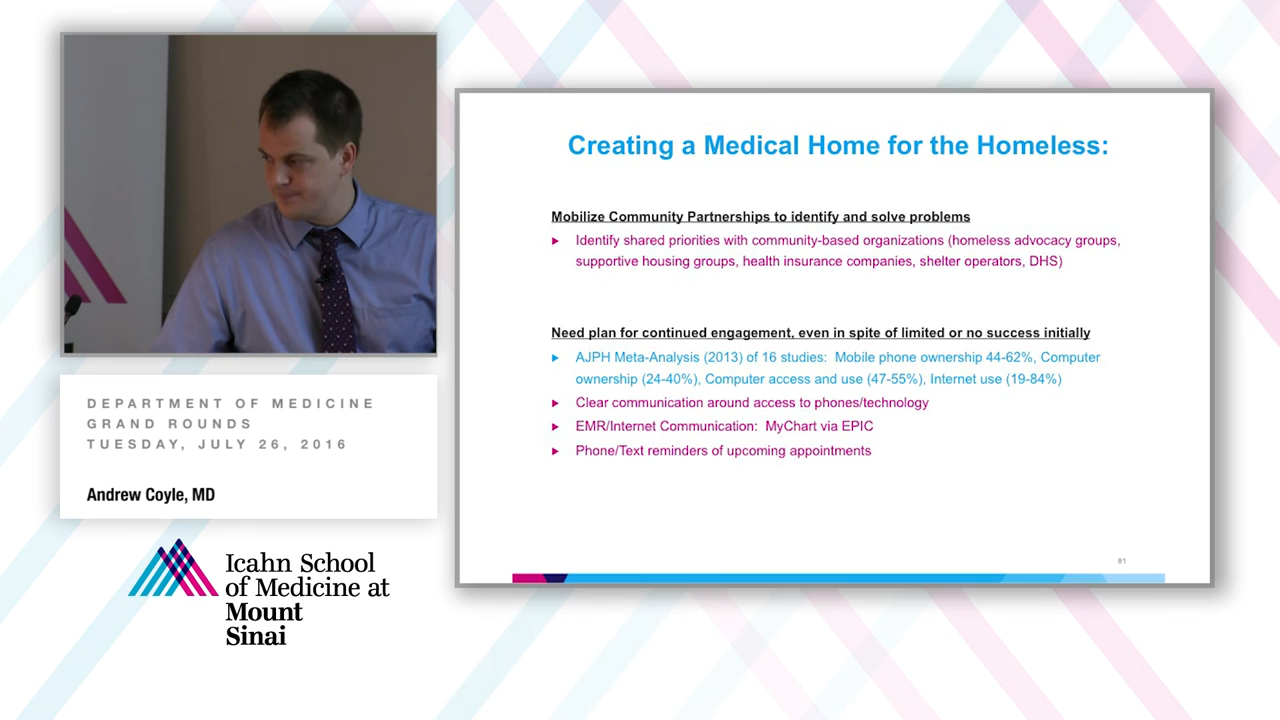 Creating a Medical Home for the Homeless:
Mobilize Community Partnerships to identify and solve problems
Identify shared priorities with community-based organizations (homeless advocacy groups,
supportive housing groups, health insurance companies, shelter operators, DHS)
Need plan for continued engagement, even in spite of limited or no success initially
AJPH Meta-Analysis (2013) of 16 studies: Mobile phone ownership 44-62%, Computer
ownership (24-40%), Computer access and use (47-55%), Internet use (19-84%)
Clear communication around access to phones/technology
EMR/Internet Communication: MyChart via EPIC
Phone/Text reminders of upcoming appointments
81
DEPARTMENT OF MEDICINE
GRAND ROUNDS
TUESDAY, JULY 26, 2016
Andrew Coyle, MD
Icahn School
of Medicine at
Mount
Sinai